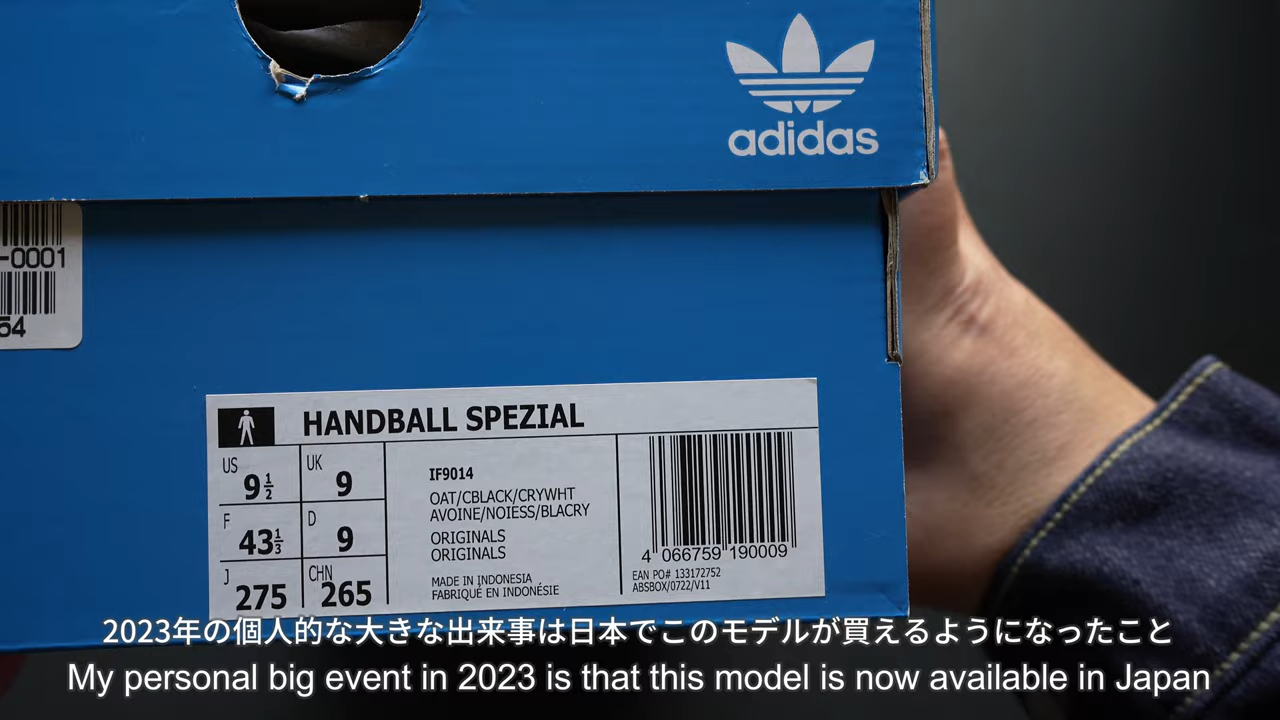 adidas
-0001
54
HANDBALL SPEZIAL
US 9½
UK 9
F 43⅓
D 9
J 275
CHN 265
IF9014
OAT/CBLACK/CRYWHT
AVOINE/NOIESS/BLACRY
ORIGINALS
ORIGINALS
MADE IN INDONESIA
FABRIQUÉ EN INDONÉSIE
4 066759 190009
EAN PO# 133172752
ABSBOX/0722/V11
2023年の個人的な大きな出来事は日本でこのモデルが買えるようになったこと
My personal big event in 2023 is that this model is now available in Japan